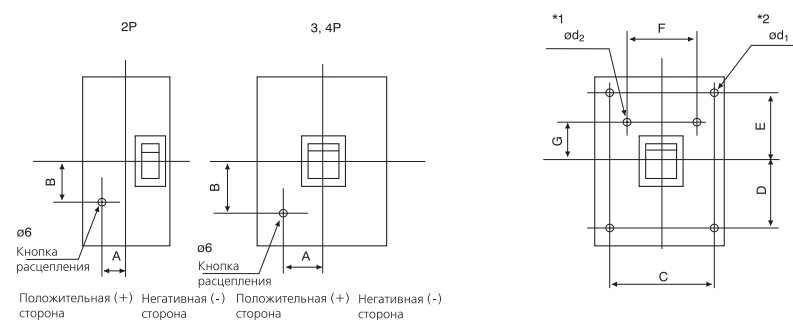 2P
3, 4P
*1
ød2
F
*2
ød1
B
B
G
E
D
ø6
Кнопка
расцепления
A
ø6
Кнопка
расцепления
A
C
Положительная (+)
сторона
Негативная (-)
сторона
Положительная (+)
сторона
Негативная (-)
сторона